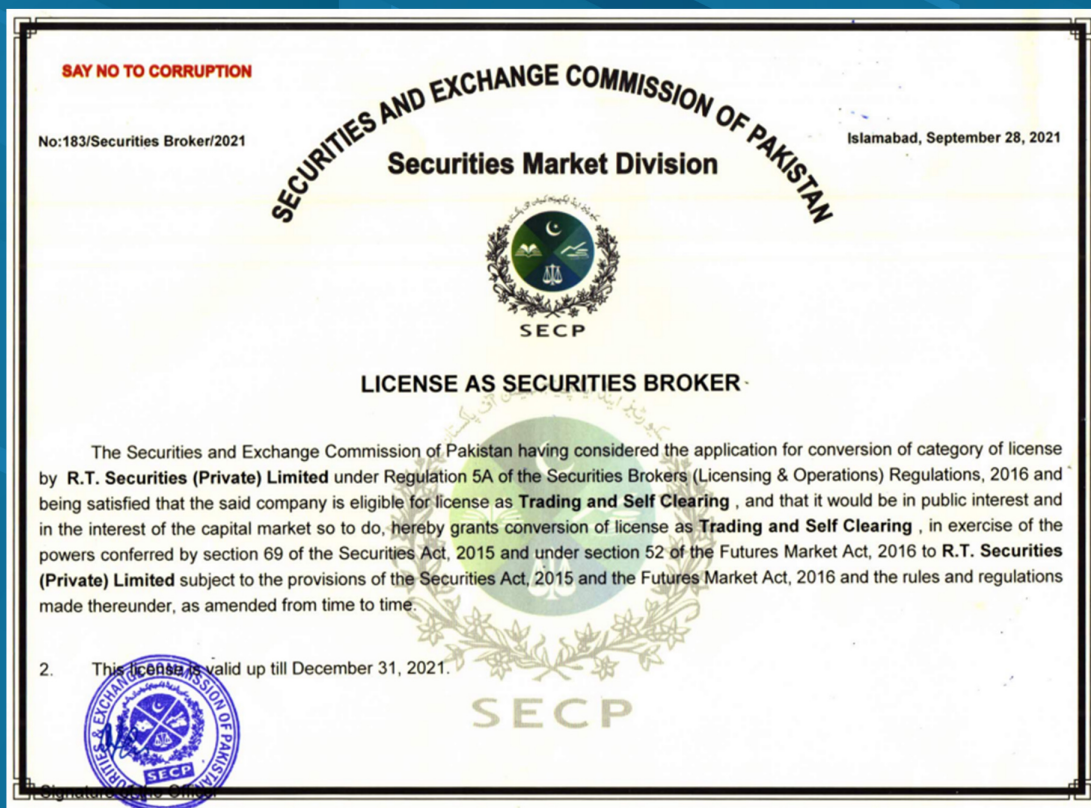 SAY NO TO CORRUPTION
SECURITIES AND EXCHANGE COMMISSION OF PAKISTAN
No:183/Securities Broker/2021
Islamabad, September 28, 2021
Securities Market Division
SECP
LICENSE AS SECURITIES BROKER
The Securities and Exchange Commission of Pakistan having considered the application for conversion of category of license
by R.T. Securities (Private) Limited under Regulation 5A of the Securities Brokers (Licensing & Operations) Regulations, 2016 and
being satisfied that the said company is eligible for license as Trading and Self Clearing , and that it would be in public interest and
in the interest of the capital market so to do, hereby grants conversion of license as Trading and Self Clearing , in exercise of the
powers conferred by section 69 of the Securities Act, 2015 and under section 52 of the Futures Market Act, 2016 to R.T. Securities
(Private) Limited subject to the provisions of the Securities Act, 2015 and the Futures Market Act, 2016 and the rules and regulations
made thereunder, as amended from time to time.
2. This license is valid up till December 31, 2021.
SECP
SECURITIES & EXCHANGE COMMISSION OF PAKISTAN
SECP
Signature of the Officer